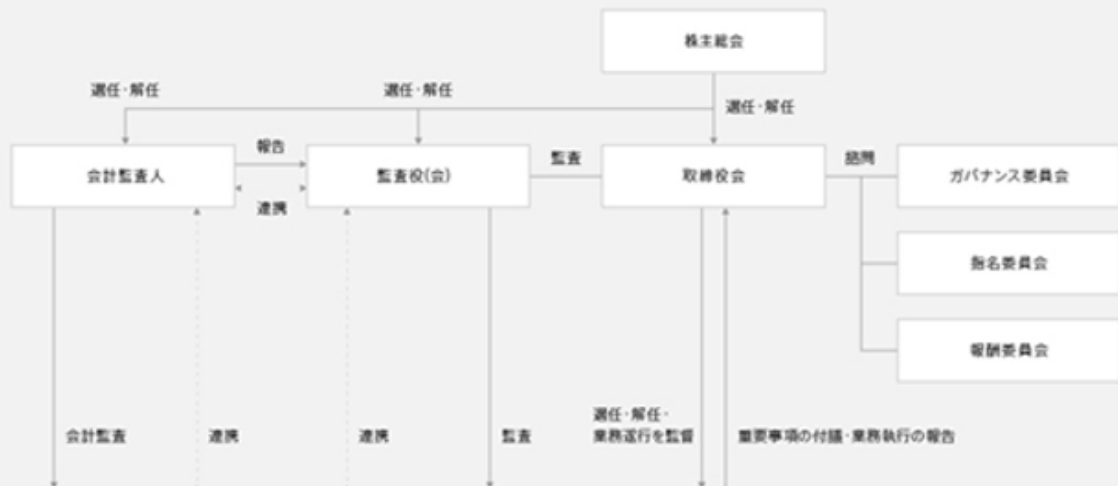 株主総会
選任・解任
選任・解任
選任・解任
会計監査人
報告
連携
監査役(会)
監査
取締役会
諮問
ガバナンス委員会
指名委員会
報酬委員会
会計監査
連携
連携
監査
選任・解任・
業務遂行を監督
重要事項の付議・業務執行の報告